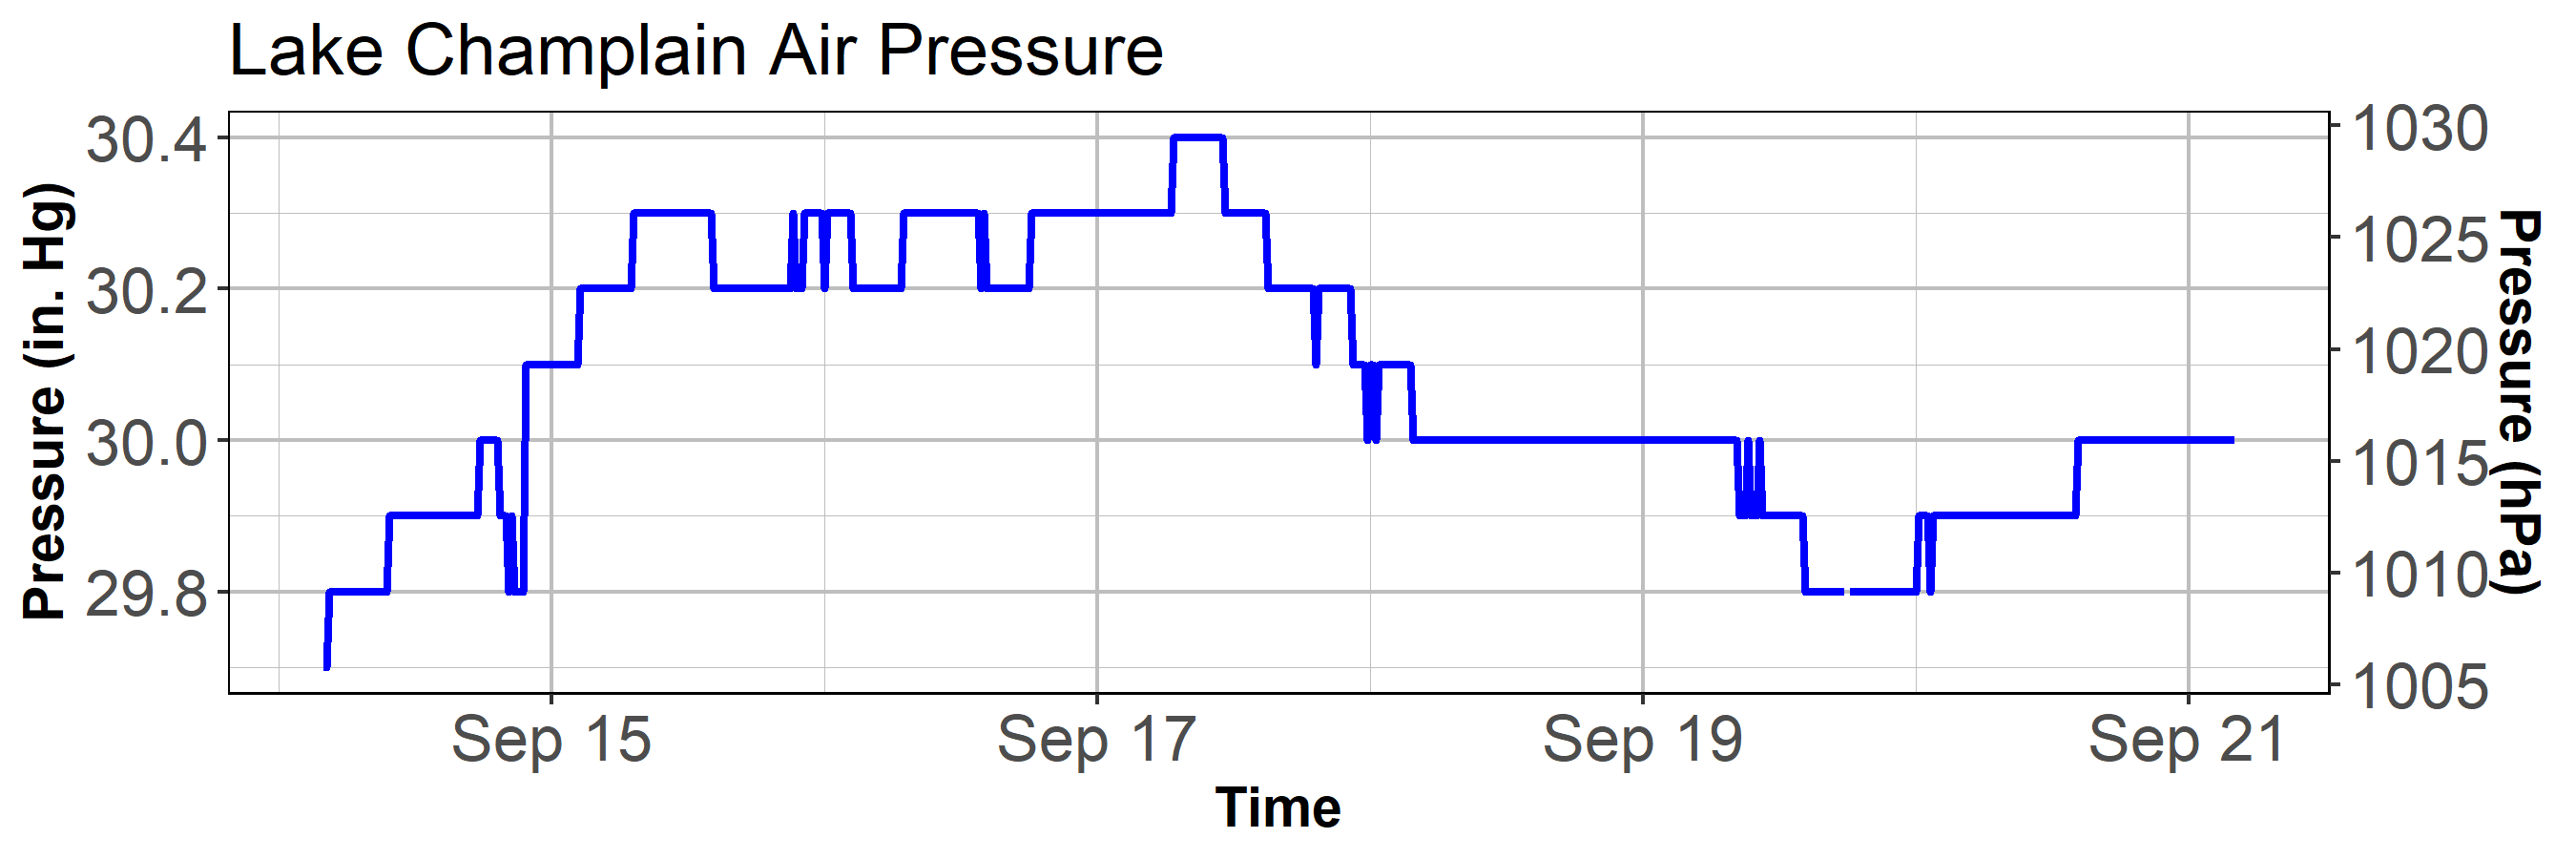 Lake Champlain Air Pressure
Pressure (in. Hg)
30.4
30.2
30.0
29.8
1030
1025
1020
1015
1010
1005
Pressure (hPa)
Sep 15
Sep 17
Sep 19
Sep 21
Time